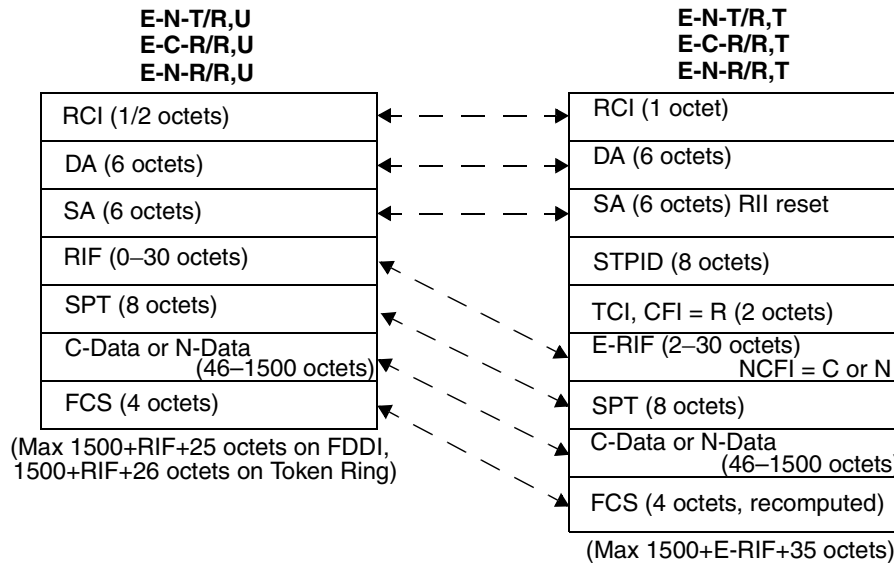 E-N-T/R,U
E-C-R/R,U
E-N-R/R,U
RCI (1/2 octets)
DA (6 octets)
SA (6 octets)
RIF (0–30 octets)
SPT (8 octets)
C-Data or N-Data
(46–1500 octets)
FCS (4 octets)
(Max 1500+RIF+25 octets on FDDI,
1500+RIF+26 octets on Token Ring)
E-N-T/R,T
E-C-R/R,T
E-N-R/R,T
RCI (1 octet)
DA (6 octets)
SA (6 octets) RII reset
STPID (8 octets)
TCI, CFI = R (2 octets)
E-RIF (2–30 octets)
NCFI = C or N
SPT (8 octets)
C-Data or N-Data
(46–1500 octets)
FCS (4 octets, recomputed)
(Max 1500+E-RIF+35 octets)